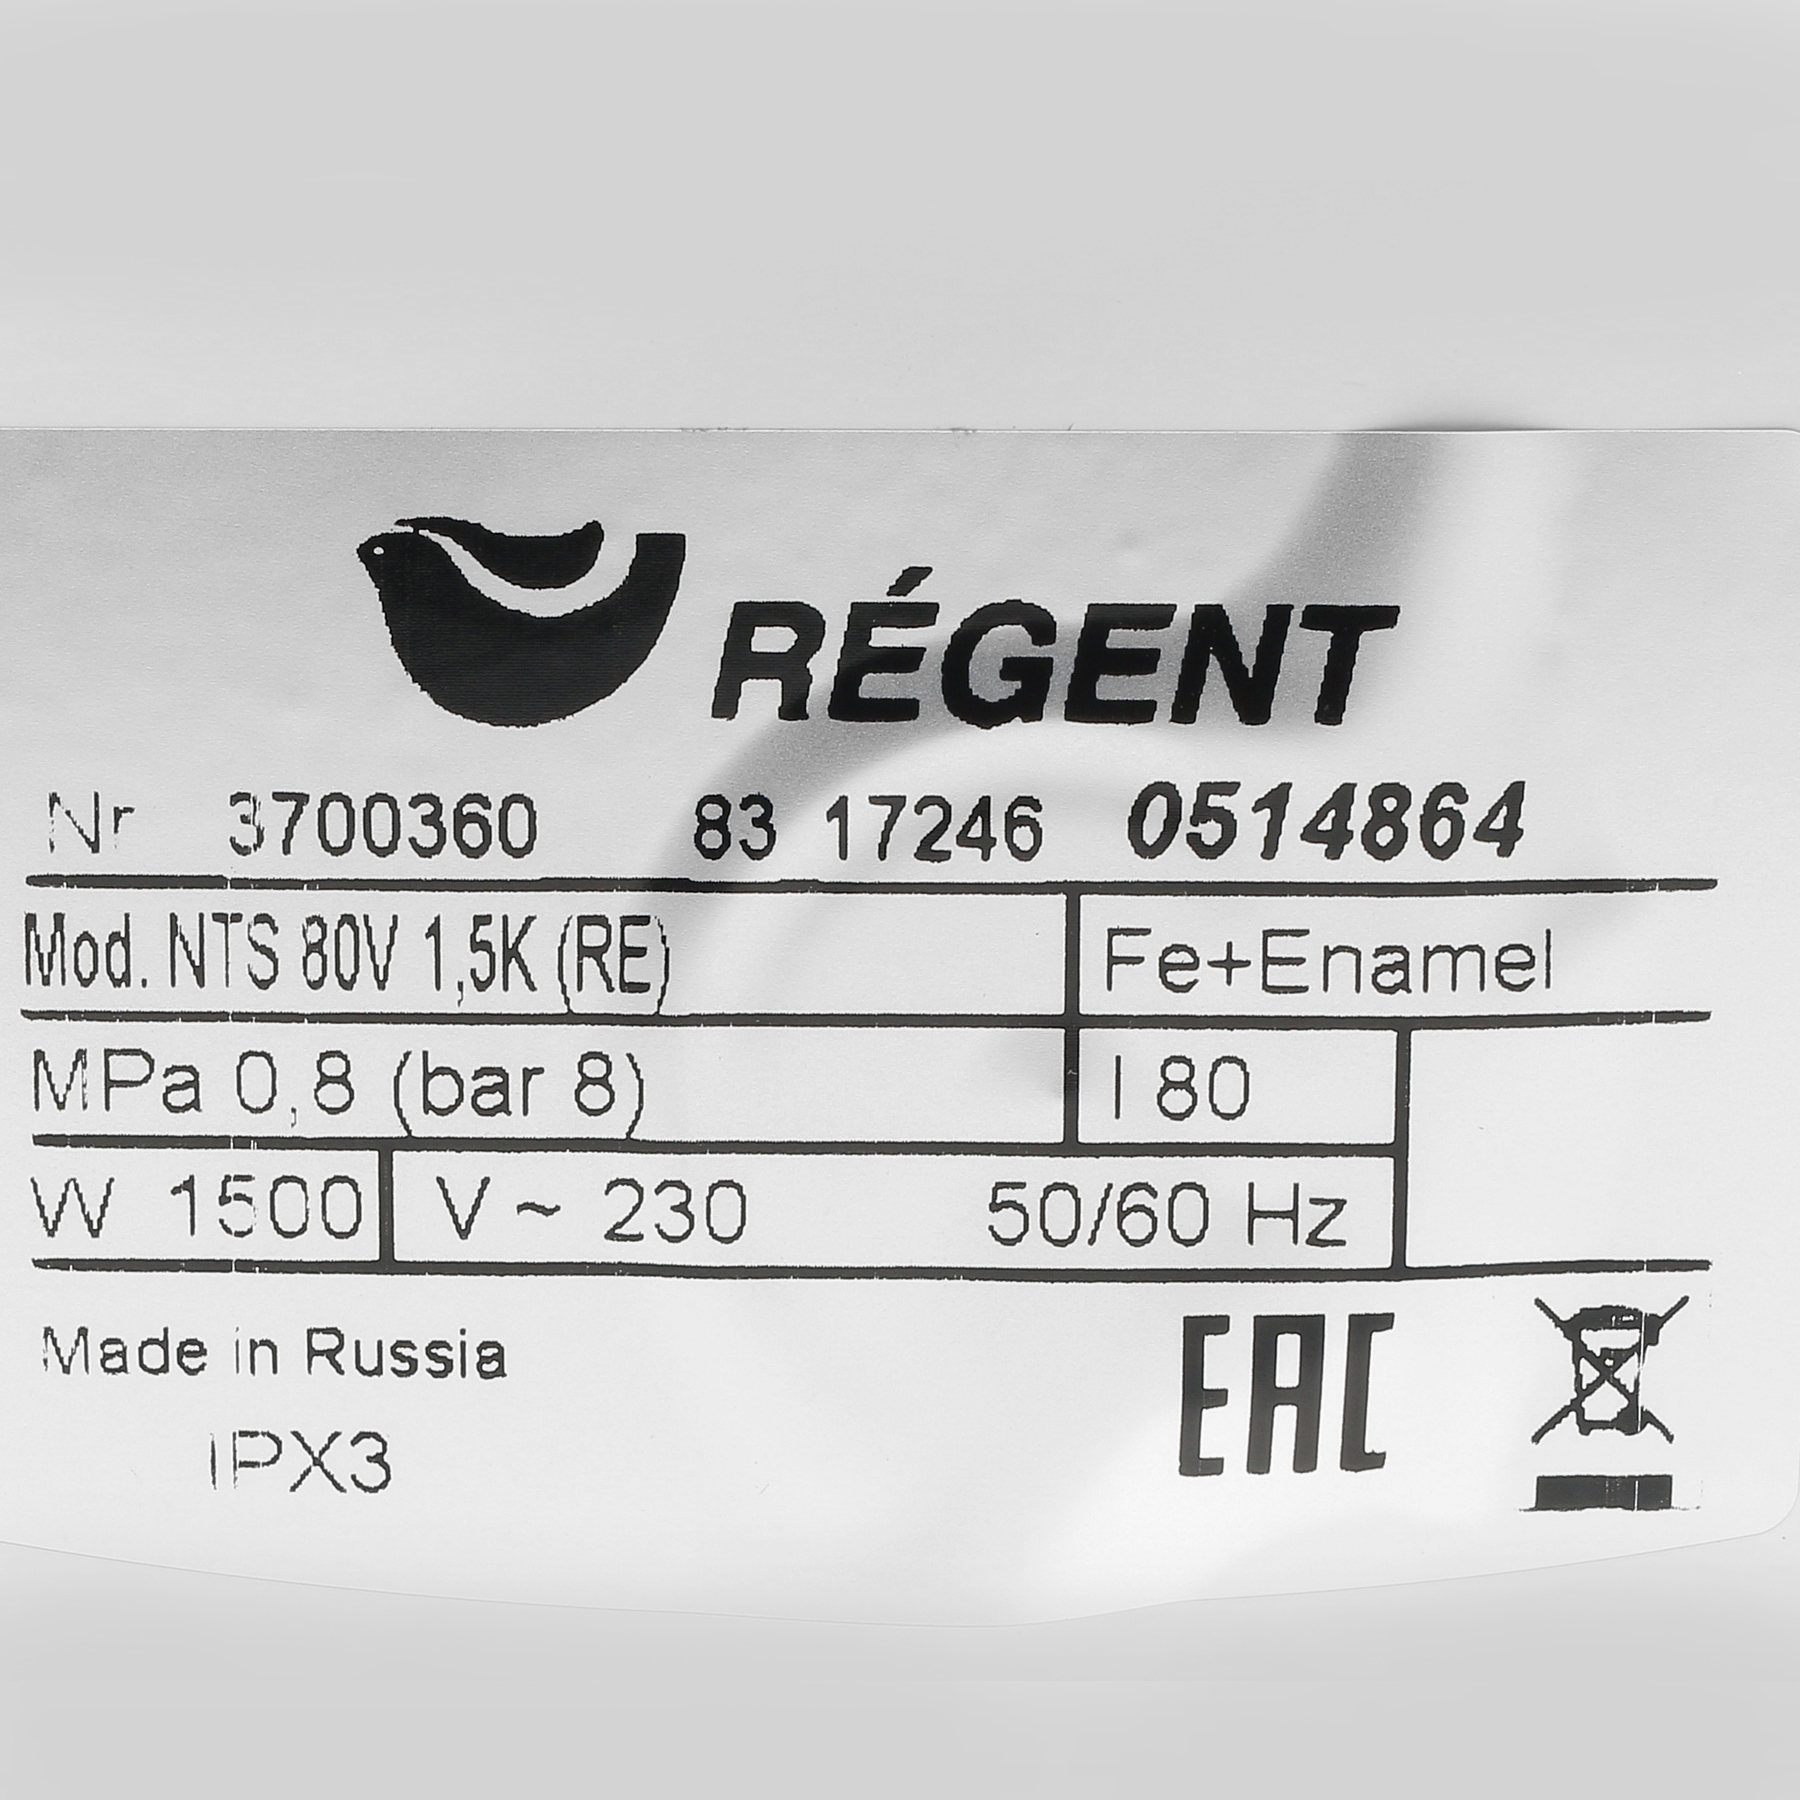 RÉGENT
Nr 3700360 83 17246 0514864
Mod. NTS 80V 1,5K (RE) Fe+Enamel
MPa 0,8 (bar 8) l 80
W 1500 V ~ 230 50/60 Hz
Made in Russia EAC
IPX3